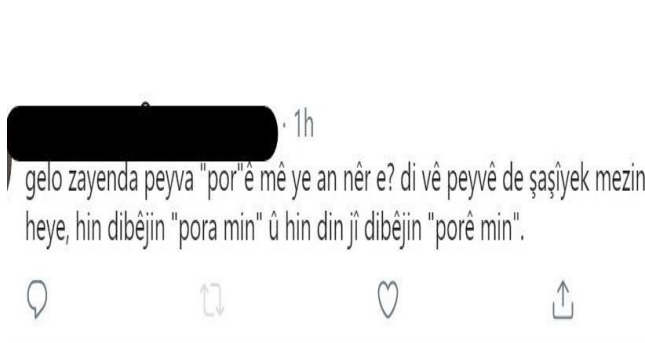 · 1h
gelo zayenda peyva "por"ê mê ye an nêr e? di vê peyvê de şaşîyek mezin
heye, hin dibêjin "pora min" û hin din jî dibêjin "porê min".